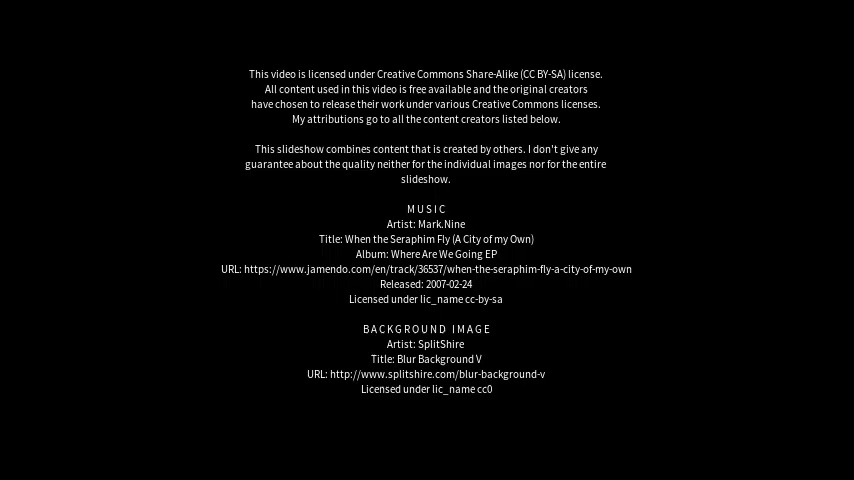 This video is licensed under Creative Commons Share-Alike (CC BY-SA) license.
All content used in this video is free available and the original creators
have chosen to release their work under various Creative Commons licenses.
My attributions go to all the content creators listed below.
This slideshow combines content that is created by others. I don't give any
guarantee about the quality neither for the individual images nor for the entire
slideshow.
MUSIC
Artist: Mark.Nine
Title: When the Seraphim Fly (A City of my Own)
Album: Where Are We Going EP
URL: https://www.jamendo.com/en/track/36537/when-the-seraphim-fly-a-city-of-my-own
Released: 2007-02-24
Licensed under lic_name cc-by-sa
BACKGROUND IMAGE
Artist: SplitShire
Title: Blur Background V
URL: http://www.splitshire.com/blur-background-v
Licensed under lic_name cc0